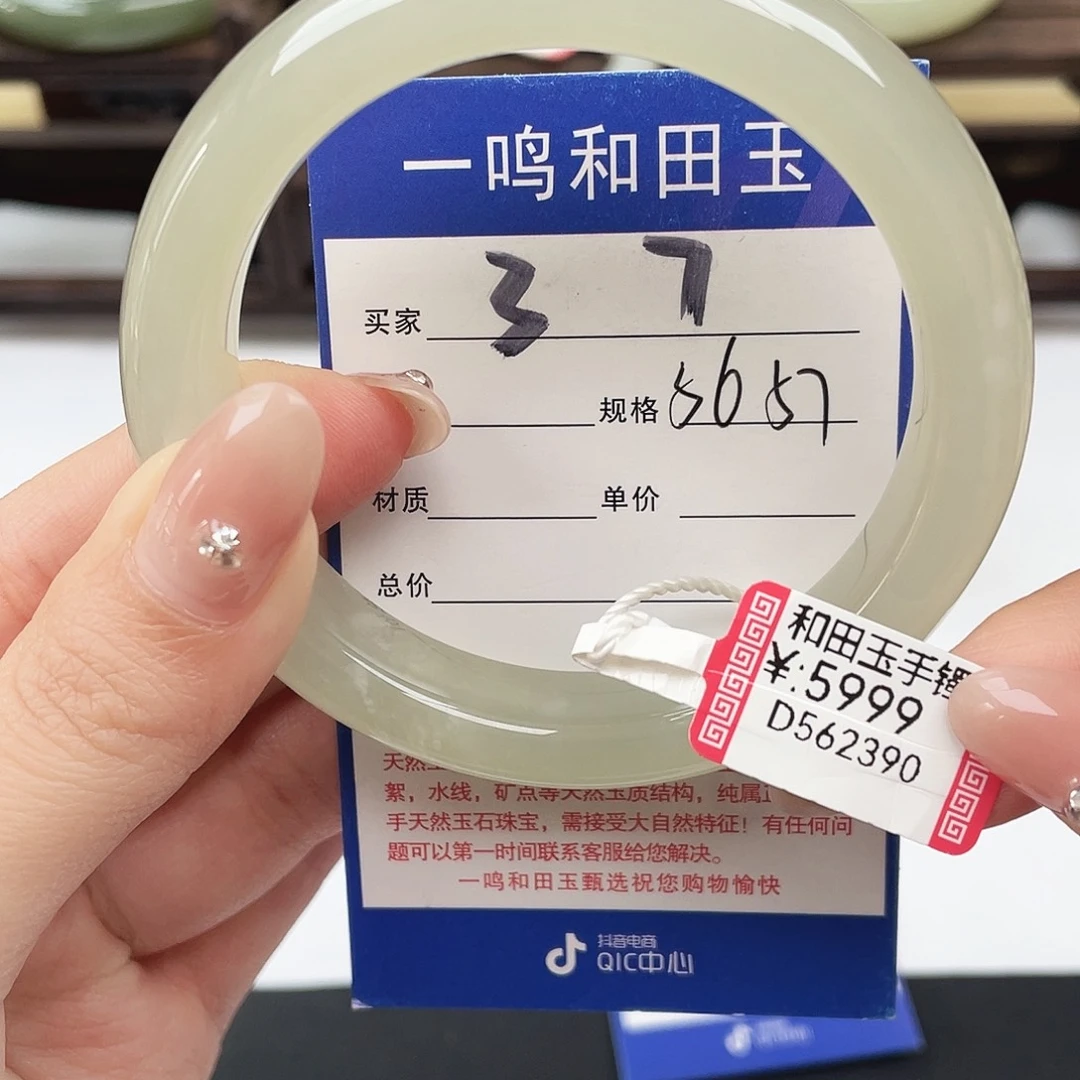 一鸣和田玉
买家 3 7
规格 56 57
材质 单价
总价
和田玉手镯
¥:5999
D562390
天然
絮，水线，矿点等天然玉质结构，纯属
手天然玉石珠宝，需接受大自然特征！有任何问
题可以第一时间联系客服给您解决。
一鸣和田玉甄选祝您购物愉快
抖音电商
QIC中心